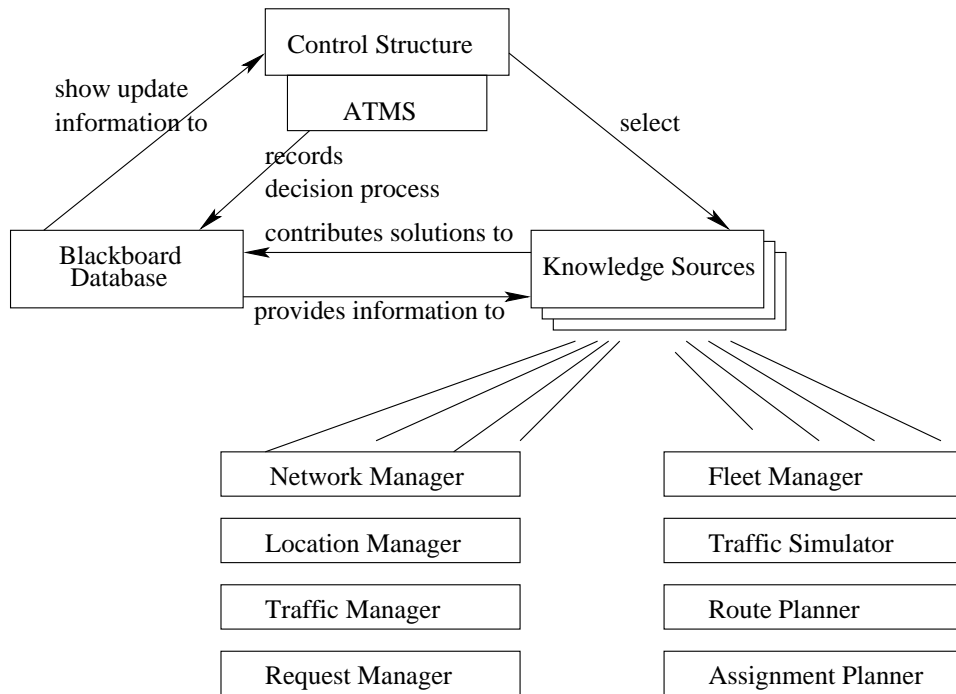 Control Structure
show update
information to
ATMS
select
records
decision process
contributes solutions to
Blackboard
Database
Knowledge Sources
provides information to
Network Manager
Fleet Manager
Location Manager
Traffic Simulator
Traffic Manager
Route Planner
Request Manager
Assignment Planner